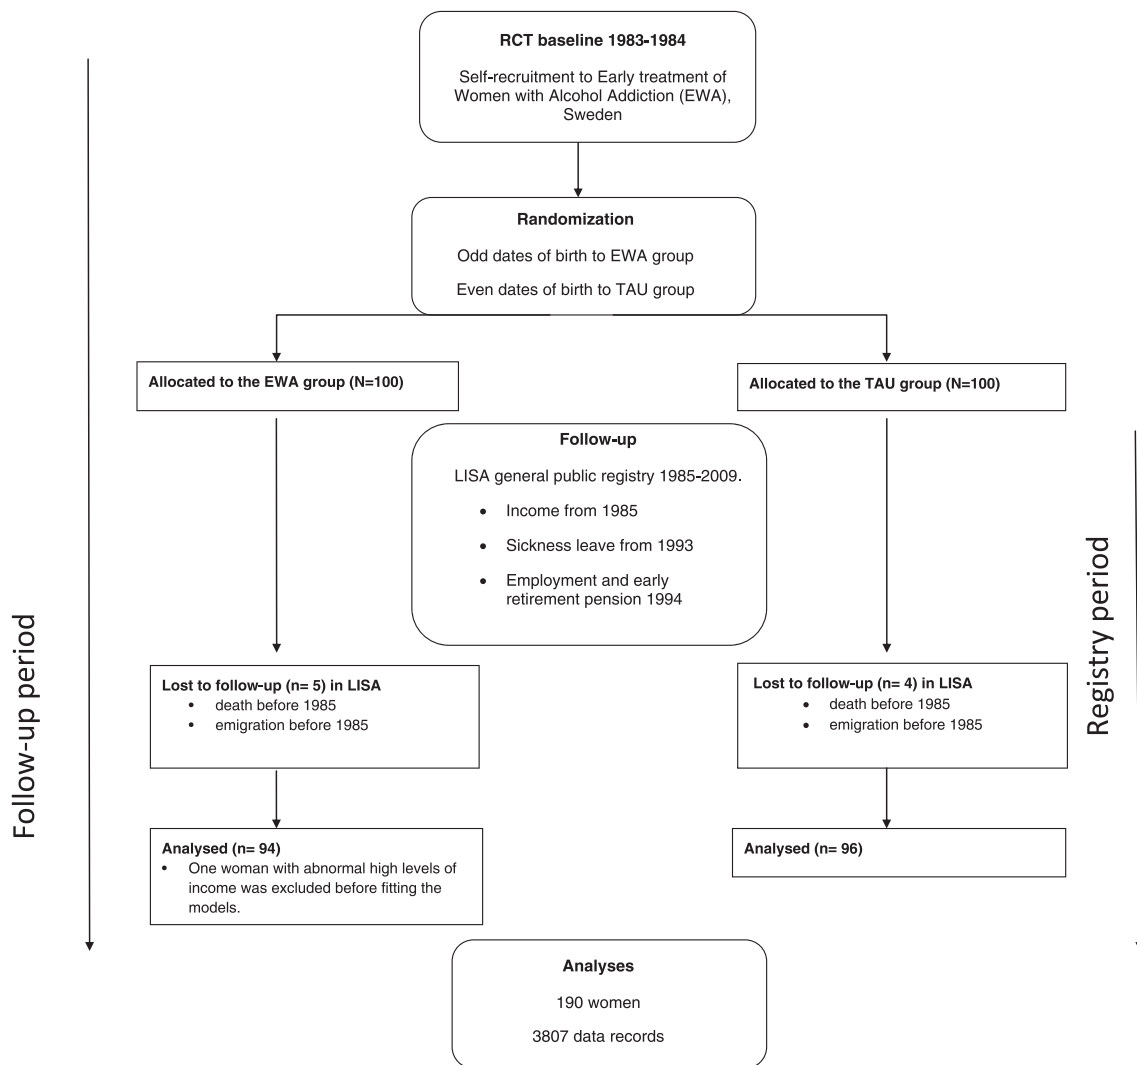 RCT baseline 1983-1984
Self-recruitment to Early treatment of
Women with Alcohol Addiction (EWA),
Sweden
Randomization
Odd dates of birth to EWA group
Even dates of birth to TAU group
Allocated to the EWA group (N=100)
Allocated to the TAU group (N=100)
Follow-up
LISA general public registry 1985-2009.
• Income from 1985
• Sickness leave from 1993
• Employment and early
retirement pension 1994
Follow-up period
Registry period
Lost to follow-up (n= 5) in LISA
• death before 1985
• emigration before 1985
Lost to follow-up (n= 4) in LISA
• death before 1985
• emigration before 1985
Analysed (n= 94)
• One woman with abnormal high levels of
income was excluded before fitting the
models.
Analysed (n= 96)
Analyses
190 women
3807 data records